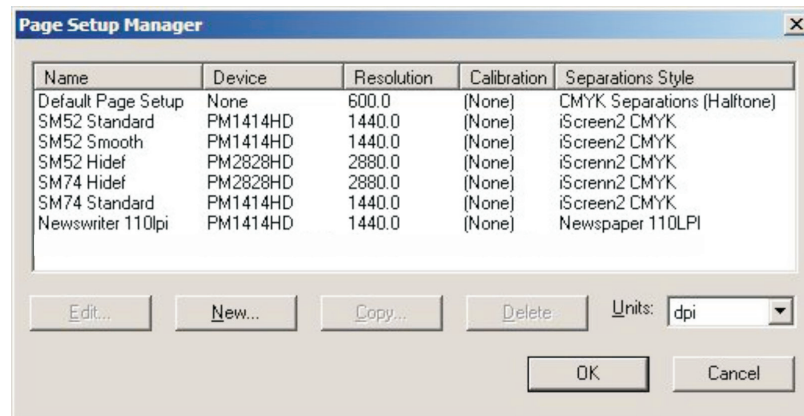 Page Setup Manager
Name Device Resolution Calibration Separations Style
Default Page Setup None 600.0 (None) CMYK Separations (Halftone)
SM52 Standard PM1414HD 1440.0 (None) iScreen2 CMYK
SM52 Smooth PM1414HD 1440.0 (None) iScreen2 CMYK
SM52 Hidef PM2828HD 2880.0 (None) iScrenn2 CMYK
SM74 Hidef PM2828HD 2880.0 (None) iScrenn2 CMYK
SM74 Standard PM1414HD 1440.0 (None) iScreen2 CMYK
Newswriter 110lpi PM1414HD 1440.0 (None) Newspaper 110LPI
Edit... New... Copy... Delete Units: dpi
OK Cancel